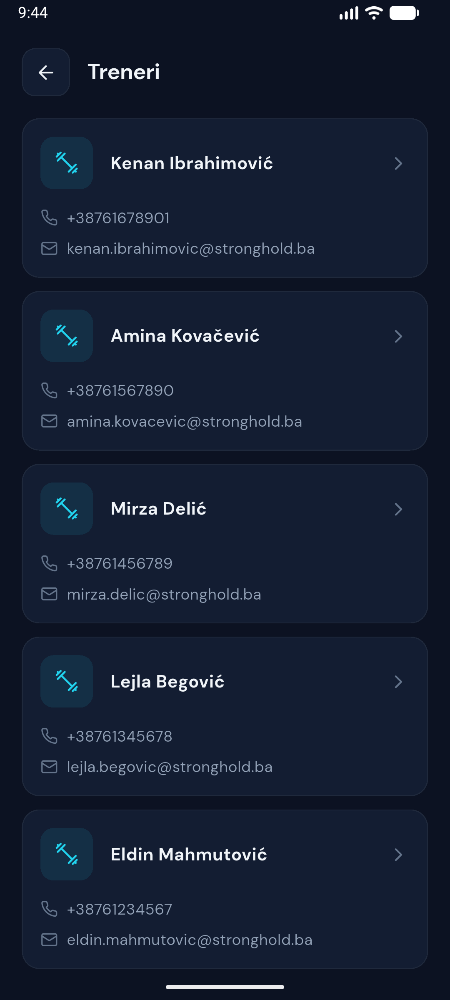 9:44
Treneri
Kenan Ibrahimović
+38761678901
kenan.ibrahimovic@stronghold.ba
Amina Kovačević
+38761567890
amina.kovacevic@stronghold.ba
Mirza Delić
+38761456789
mirza.delic@stronghold.ba
Lejla Begović
+38761345678
lejla.begovic@stronghold.ba
Eldin Mahmutović
+38761234567
eldin.mahmutovic@stronghold.ba